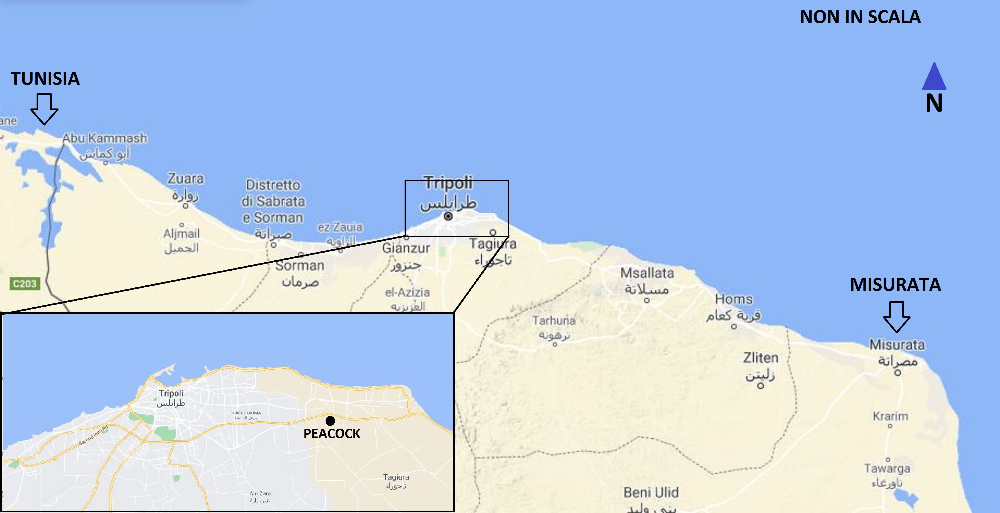 NON IN SCALA
TUNISIA
N
ane
Abu Kammash
أبو كماش
Zuara
زوارة
Distretto
di Sabrata
e Sorman
صبراتة
Tripoli
طرابلس
ez Zauia
الزاوية
Aljmail
الجميل
Gianzur
جنزور
Tagiura
تاجوراء
Sorman
صرمان
C203
el-Azizia
العزيزية
Msallata
مسلاتة
MISURATA
Homs
قرية كعام
Tarhuna
ترهونة
Misurata
مصراتة
Zliten
زليتن
Krarim
Tawarga
تاورغاء
Beni Ulid
بني وليد
Tripoli
طرابلس
SUK EL GIUMA
سوق الجمعة
PEACOCK
Second Ring Rd
Tagiura
تاجوراء
Ain Zara
عين زارة